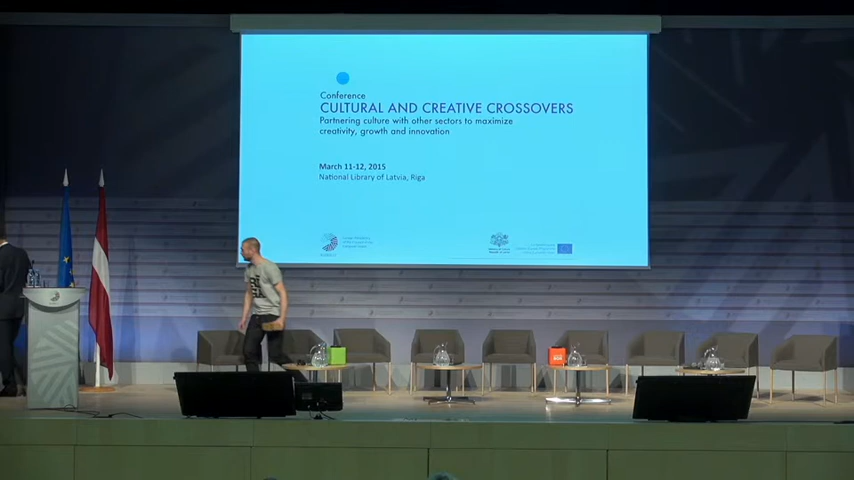 Conference
CULTURAL AND CREATIVE CROSSOVERS
Partnering culture with other sectors to maximize
creativity, growth and innovation
March 11-12, 2015
National Library of Latvia, Riga